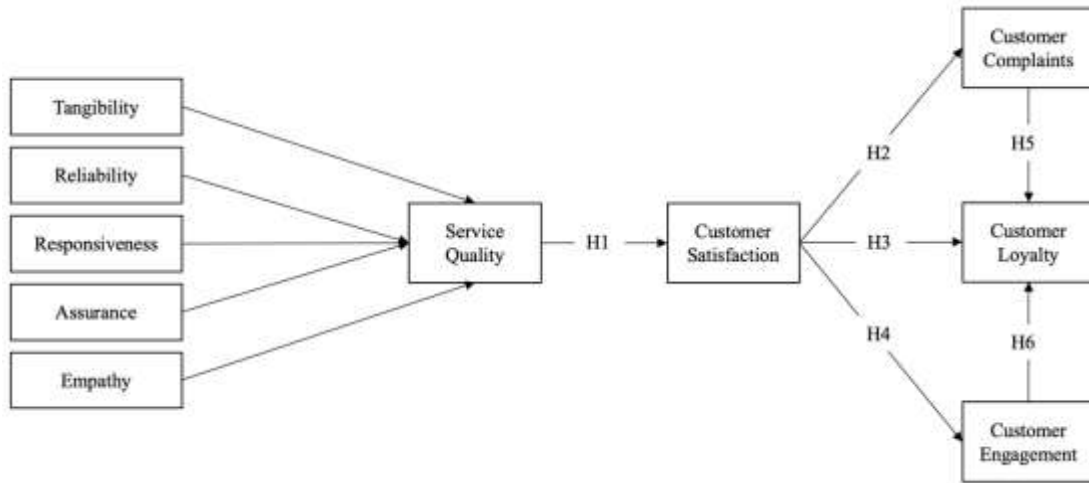 Tangibility
Reliability
Responsiveness
Assurance
Empathy
Service
Quality
H1
Customer
Satisfaction
H2
H3
H4
Customer
Complaints
H5
Customer
Loyalty
H6
Customer
Engagement